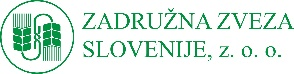 ZADRUŽNA ZVEZA
SLOVENIJE, z. o. o.